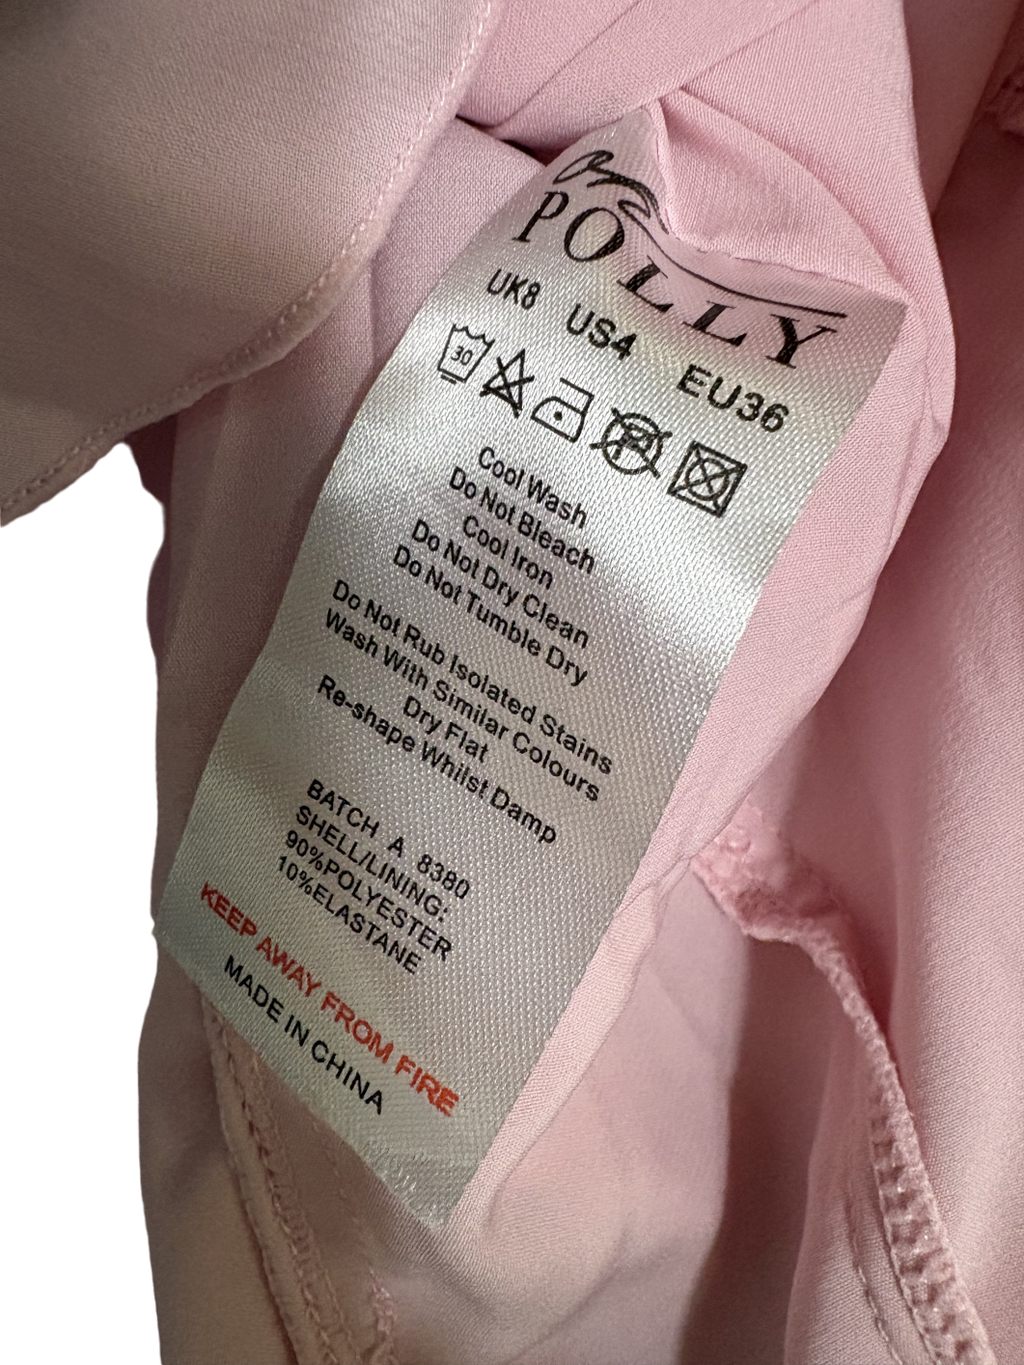 POLLY
UK8 US4 EU36
30
Cool Wash
Do Not Bleach
Cool Iron
Do Not Dry Clean
Do Not Tumble Dry
Do Not Rub Isolated Stains
Wash With Similar Colours
Dry Flat
Re-shape Whilst Damp
BATCH A 8380
SHELL/LINING:
90%POLYESTER
10%ELASTANE
KEEP AWAY FROM FIRE
MADE IN CHINA